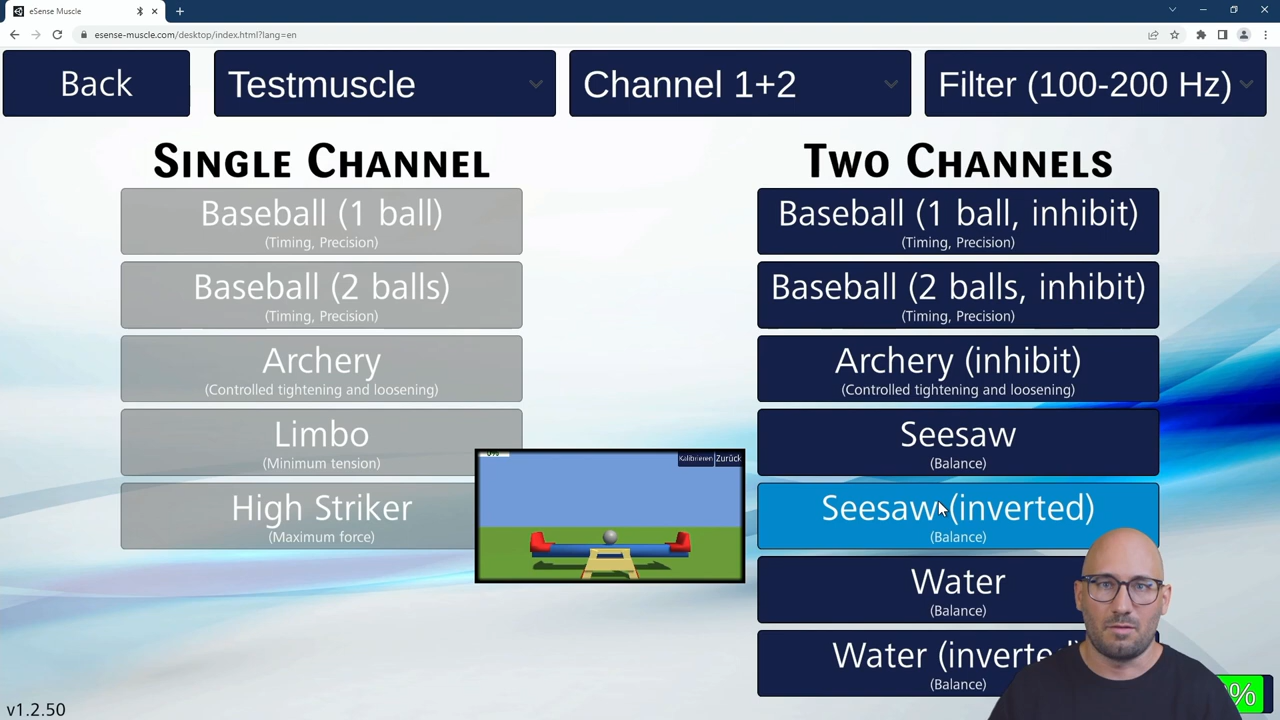 eSense Muscle
esense-muscle.com/desktop/index.html?lang=en
Back
Testmuscle
Channel 1+2
Filter (100-200 Hz)
Single Channel
Baseball (1 ball)
(Timing, Precision)
Baseball (2 balls)
(Timing, Precision)
Archery
(Controlled tightening and loosening)
Limbo
(Minimum tension)
High Striker
(Maximum force)
Kalibrieren
Zurück
Two Channels
Baseball (1 ball, inhibit)
(Timing, Precision)
Baseball (2 balls, inhibit)
(Timing, Precision)
Archery (inhibit)
(Controlled tightening and loosening)
Seesaw
(Balance)
Seesaw (inverted)
(Balance)
Water
(Balance)
Water (inverte
(Balance)
%
v1.2.50